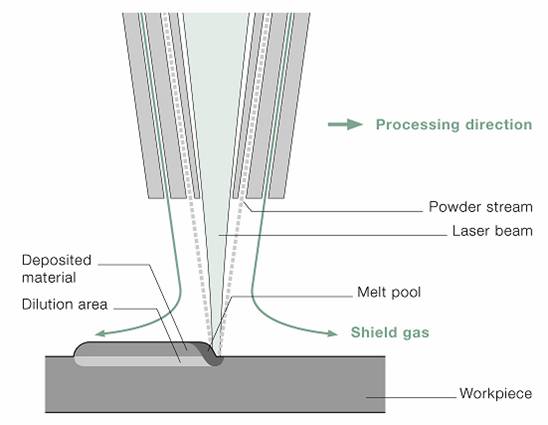 Processing direction
Powder stream
Laser beam
Deposited
material
Dilution area
Melt pool
Shield gas
Workpiece